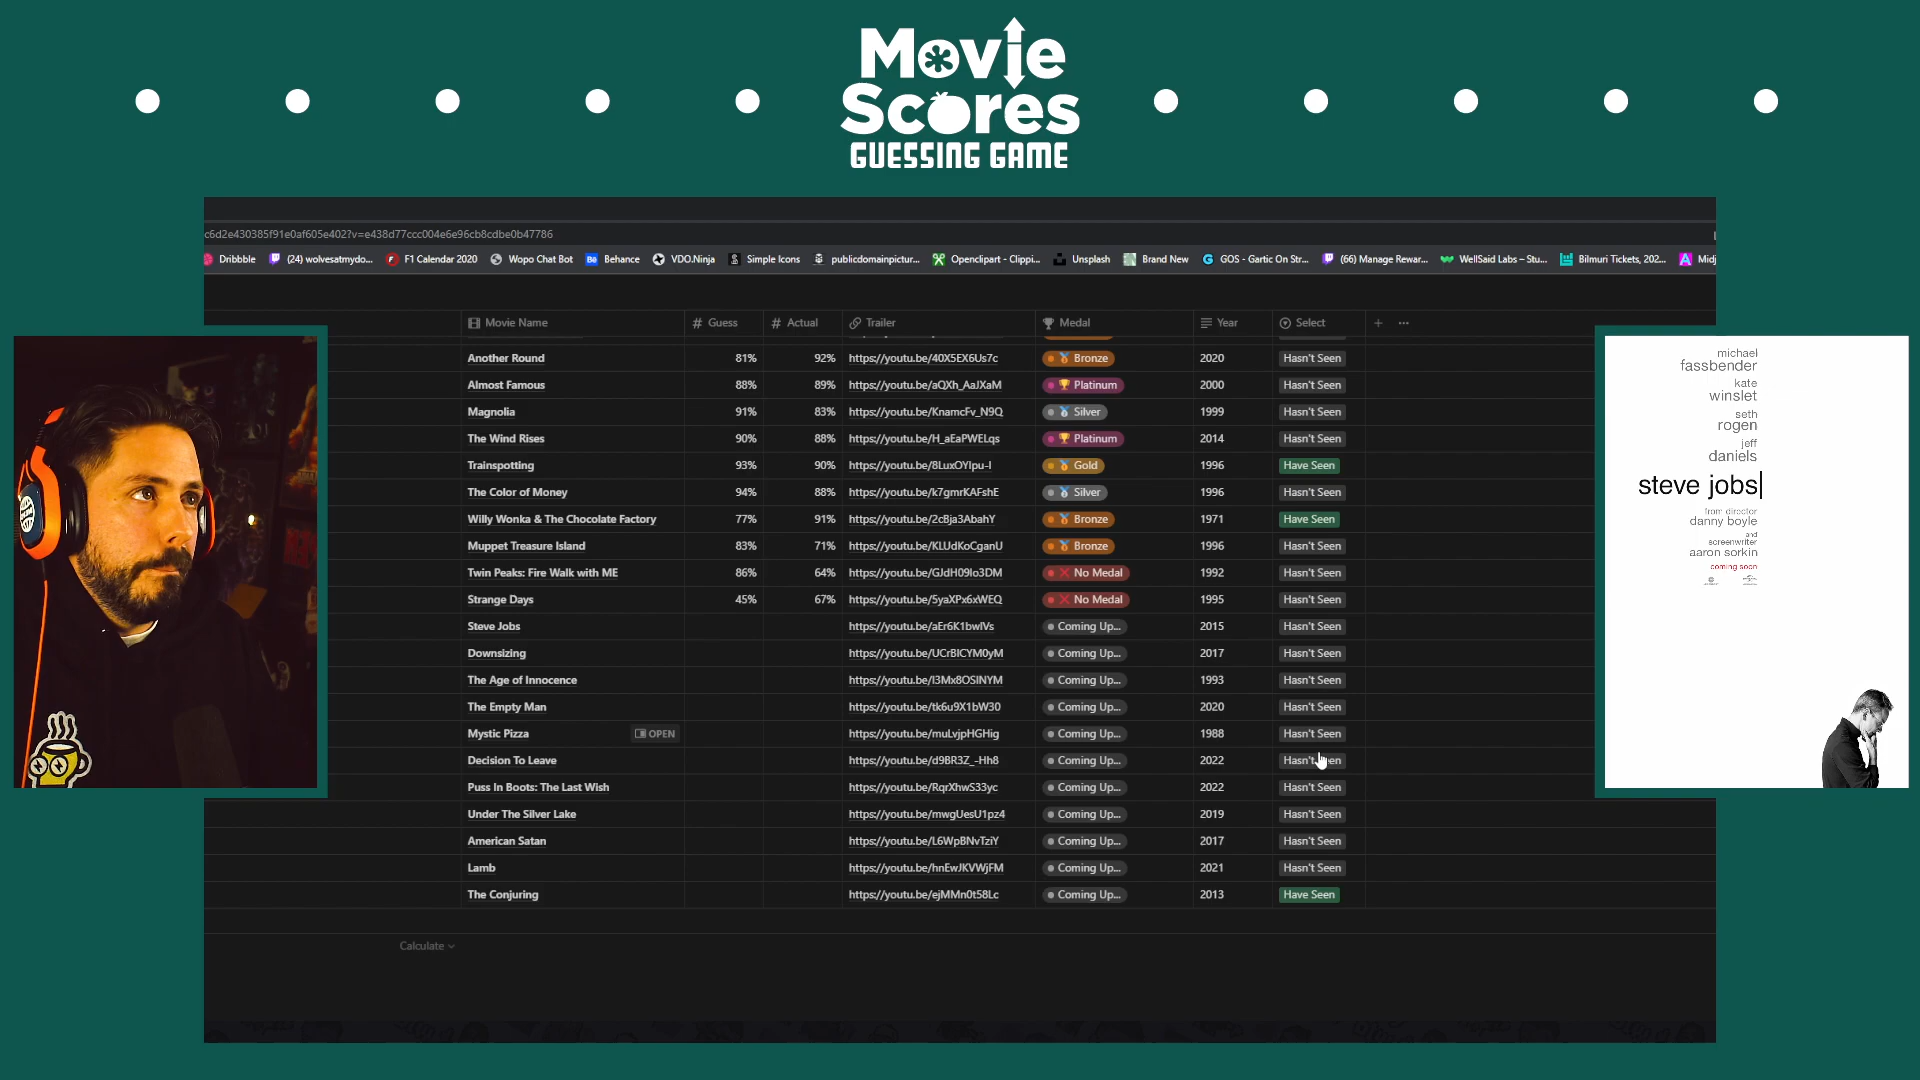 Movie
Scores
GUESSING GAME
c6d2e430385f91e0af605e402?v=e438d77ccc004e6e96cb8cdbe0b47786
Dribbble (24) wolvesatmydo... F1 Calendar 2020 Wopo Chat Bot Behance VDO.Ninja Simple Icons publicdomainpictur... Openclipart - Clippi... Unsplash Brand New GOS - Gartic On Str... (66) Manage Rewar... WellSaid Labs – Stu... Bilmuri Tickets, 202... Midj
Movie Name Guess Actual Trailer Medal Year Select
Another Round 81% 92% https://youtu.be/40X5EX6Us7c Bronze 2020 Hasn't Seen
Almost Famous 88% 89% https://youtu.be/aQXh_AaJXaM Platinum 2000 Hasn't Seen
Magnolia 91% 83% https://youtu.be/KnamcFv_N9Q Silver 1999 Hasn't Seen
The Wind Rises 90% 88% https://youtu.be/H_aEaPWELqs Platinum 2014 Hasn't Seen
Trainspotting 93% 90% https://youtu.be/8LuxOYIpu-I Gold 1996 Have Seen
The Color of Money 94% 88% https://youtu.be/k7gmrKAFshE Silver 1996 Hasn't Seen
Willy Wonka & The Chocolate Factory 77% 91% https://youtu.be/2cBja3AbahY Bronze 1971 Have Seen
Muppet Treasure Island 83% 71% https://youtu.be/KLUdKoCganU Bronze 1996 Hasn't Seen
Twin Peaks: Fire Walk with ME 86% 64% https://youtu.be/GJdH09Io3DM No Medal 1992 Hasn't Seen
Strange Days 45% 67% https://youtu.be/5yaXPx6xWEQ No Medal 1995 Hasn't Seen
Steve Jobs https://youtu.be/aEr6K1bwIVs Coming Up... 2015 Hasn't Seen
Downsizing https://youtu.be/UCrBICYM0yM Coming Up... 2017 Hasn't Seen
The Age of Innocence https://youtu.be/I3Mx8OSINYM Coming Up... 1993 Hasn't Seen
The Empty Man https://youtu.be/tk6u9X1bW30 Coming Up... 2020 Hasn't Seen
Mystic Pizza OPEN https://youtu.be/muLvjpHGHig Coming Up... 1988 Hasn't Seen
Decision To Leave https://youtu.be/d9BR3Z_-Hh8 Coming Up... 2022 Hasn't Seen
Puss In Boots: The Last Wish https://youtu.be/RqrXhwS33yc Coming Up... 2022 Hasn't Seen
Under The Silver Lake https://youtu.be/mwgUesU1pz4 Coming Up... 2019 Hasn't Seen
American Satan https://youtu.be/L6WpBNvTziY Coming Up... 2017 Hasn't Seen
Lamb https://youtu.be/hnEwJKVWjFM Coming Up... 2021 Hasn't Seen
The Conjuring https://youtu.be/ejMMn0t58Lc Coming Up... 2013 Have Seen
Calculate
michael
fassbender
kate
winslet
seth
rogen
jeff
daniels
steve jobs
from director
danny boyle
and
screenwriter
aaron sorkin
coming soon